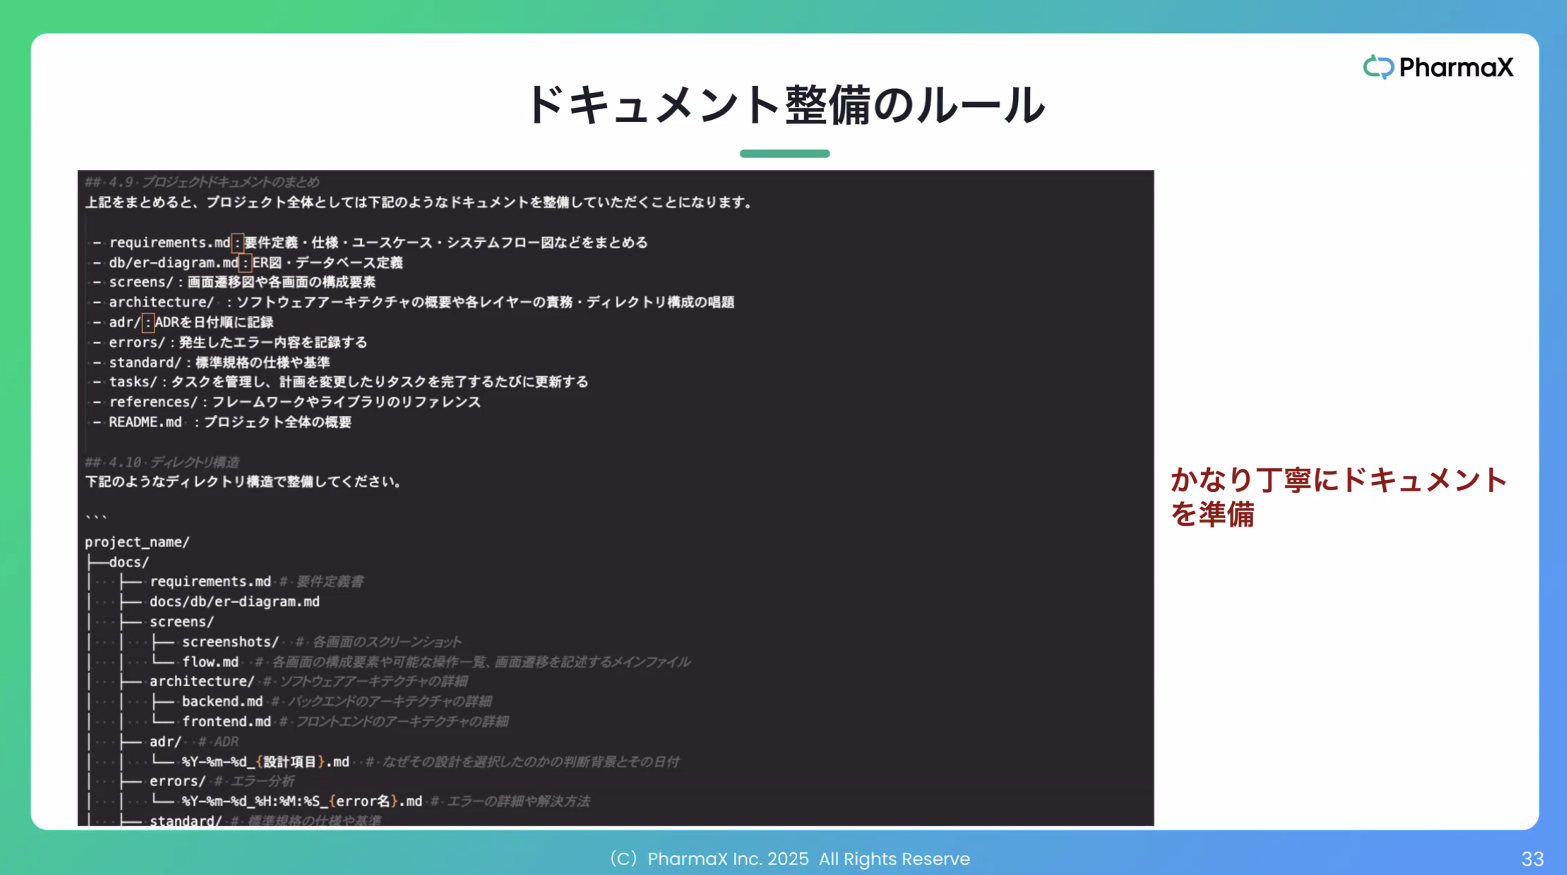 PharmaX
ドキュメント整備のルール
## 4.9 プロジェクトドキュメントのまとめ
上記をまとめると、プロジェクト全体としては下記のようなドキュメントを整備していただくことになります。
- requirements.md：要件定義・仕様・ユースケース・システムフロー図などをまとめる
- db/er-diagram.md：ER図・データベース定義
- screens/：画面遷移図や各画面の構成要素
- architecture/ ：ソフトウェアアーキテクチャの概要や各レイヤーの責務・ディレクトリ構成の唱題
- adr/：ADRを日付順に記録
- errors/：発生したエラー内容を記録する
- standard/：標準規格の仕様や基準
- tasks/：タスクを管理し、計画を変更したりタスクを完了するたびに更新する
- references/：フレームワークやライブラリのリファレンス
- README.md ：プロジェクト全体の概要
## 4.10 ディレクトリ構造
下記のようなディレクトリ構造で整備してください。
```
project_name/
├──docs/
│   ├── requirements.md # 要件定義書
│   ├── docs/db/er-diagram.md
│   ├── screens/
│   │   ├── screenshots/  # 各画面のスクリーンショット
│   │   └── flow.md  # 各画面の構成要素や可能な操作一覧、画面遷移を記述するメインファイル
│   ├── architecture/ # ソフトウェアアーキテクチャの詳細
│   │   ├── backend.md # バックエンドのアーキテクチャの詳細
│   │   └── frontend.md # フロントエンドのアーキテクチャの詳細
│   ├── adr/  # ADR
│   │   └── %Y-%m-%d_{設計項目}.md  # なぜその設計を選択したのかの判断背景とその日付
│   ├── errors/ # エラー分析
│   │   └── %Y-%m-%d_%H:%M:%S_{error名}.md # エラーの詳細や解決方法
│   ├── standard/ # 標準規格の仕様や基準
かなり丁寧にドキュメント
を準備
（C）PharmaX Inc. 2025 All Rights Reserve
33